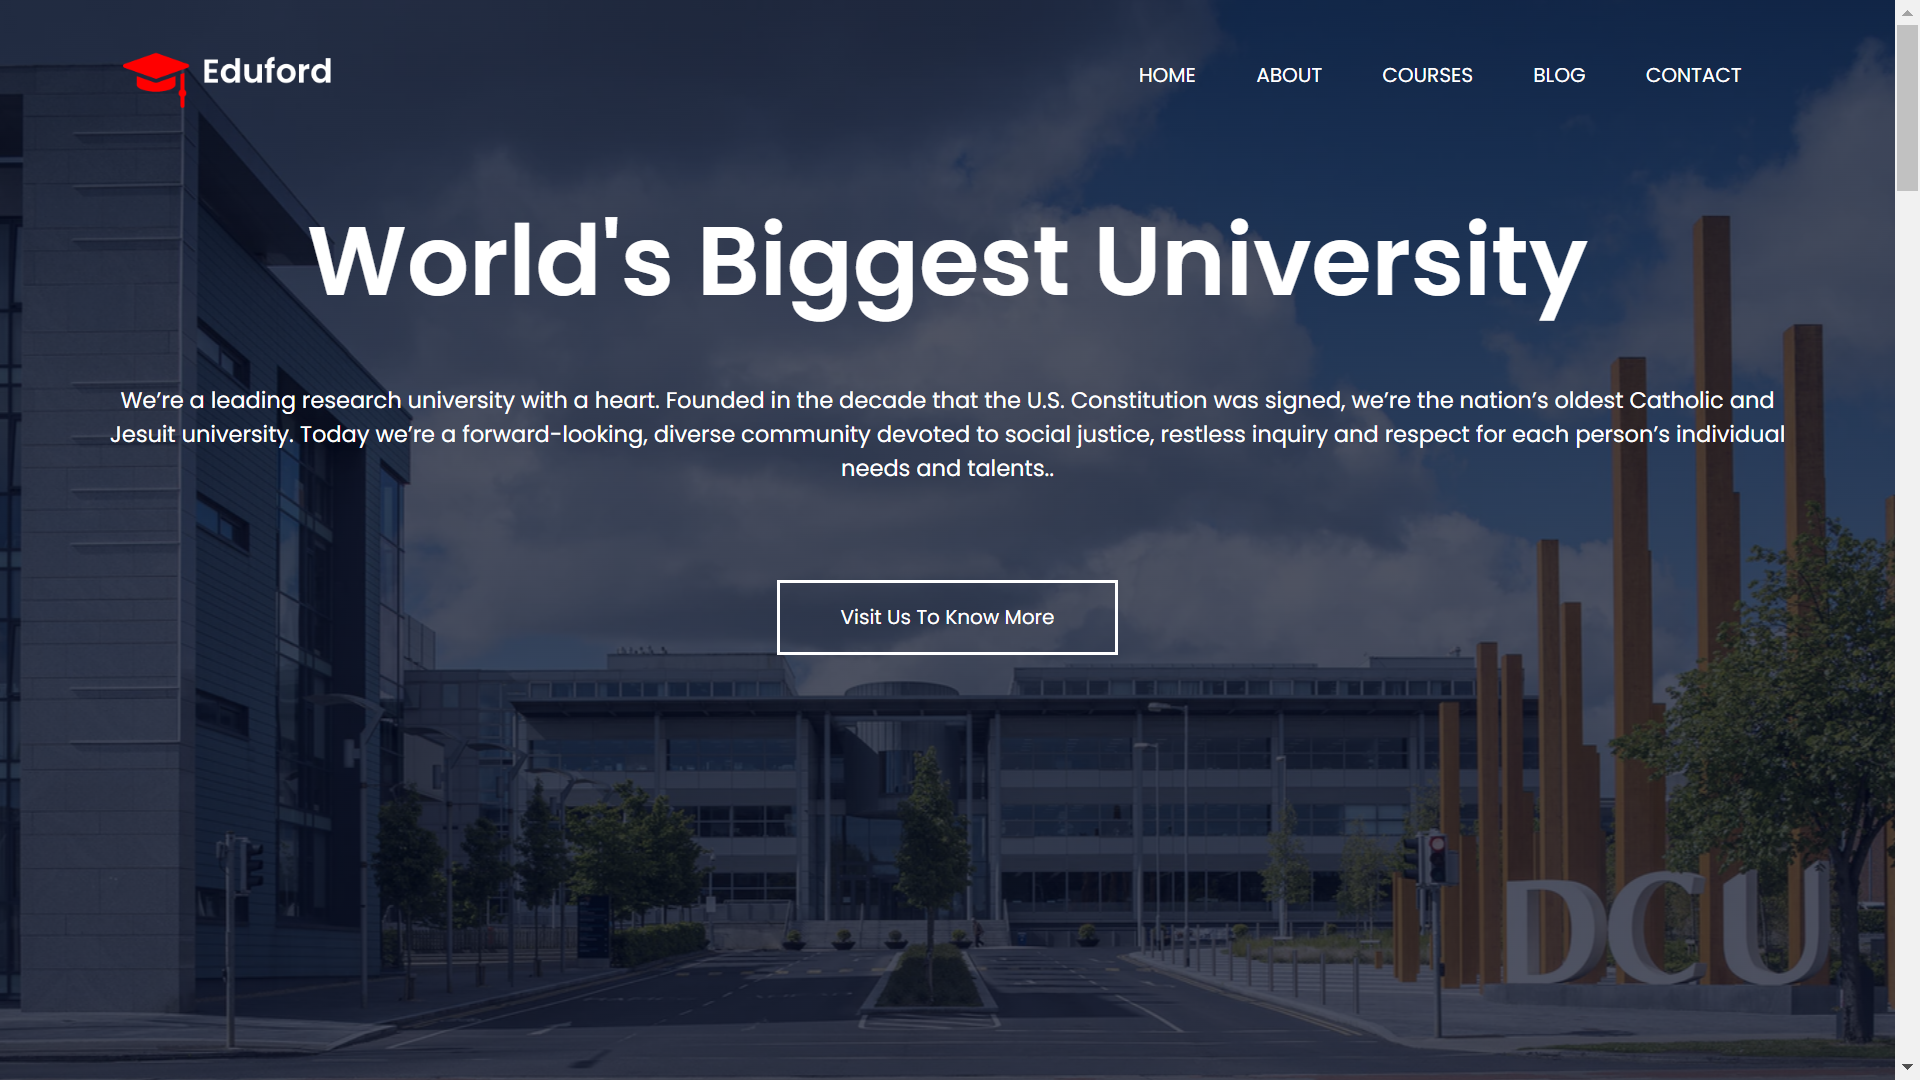 Eduford
HOME ABOUT COURSES BLOG CONTACT
World's Biggest University
We’re a leading research university with a heart. Founded in the decade that the U.S. Constitution was signed, we’re the nation’s oldest Catholic and
Jesuit university. Today we’re a forward-looking, diverse community devoted to social justice, restless inquiry and respect for each person’s individual
needs and talents..
Visit Us To Know More
DCU